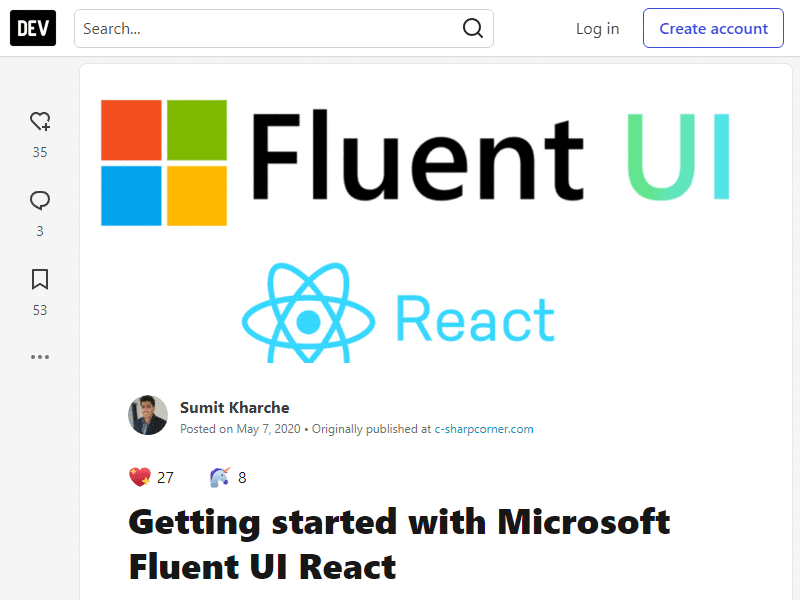 DEV
Search...
Log in
Create account
35
3
53
Fluent UI
React
Sumit Kharche
Posted on May 7, 2020 • Originally published at c-sharpcorner.com
27
8
Getting started with Microsoft
Fluent UI React